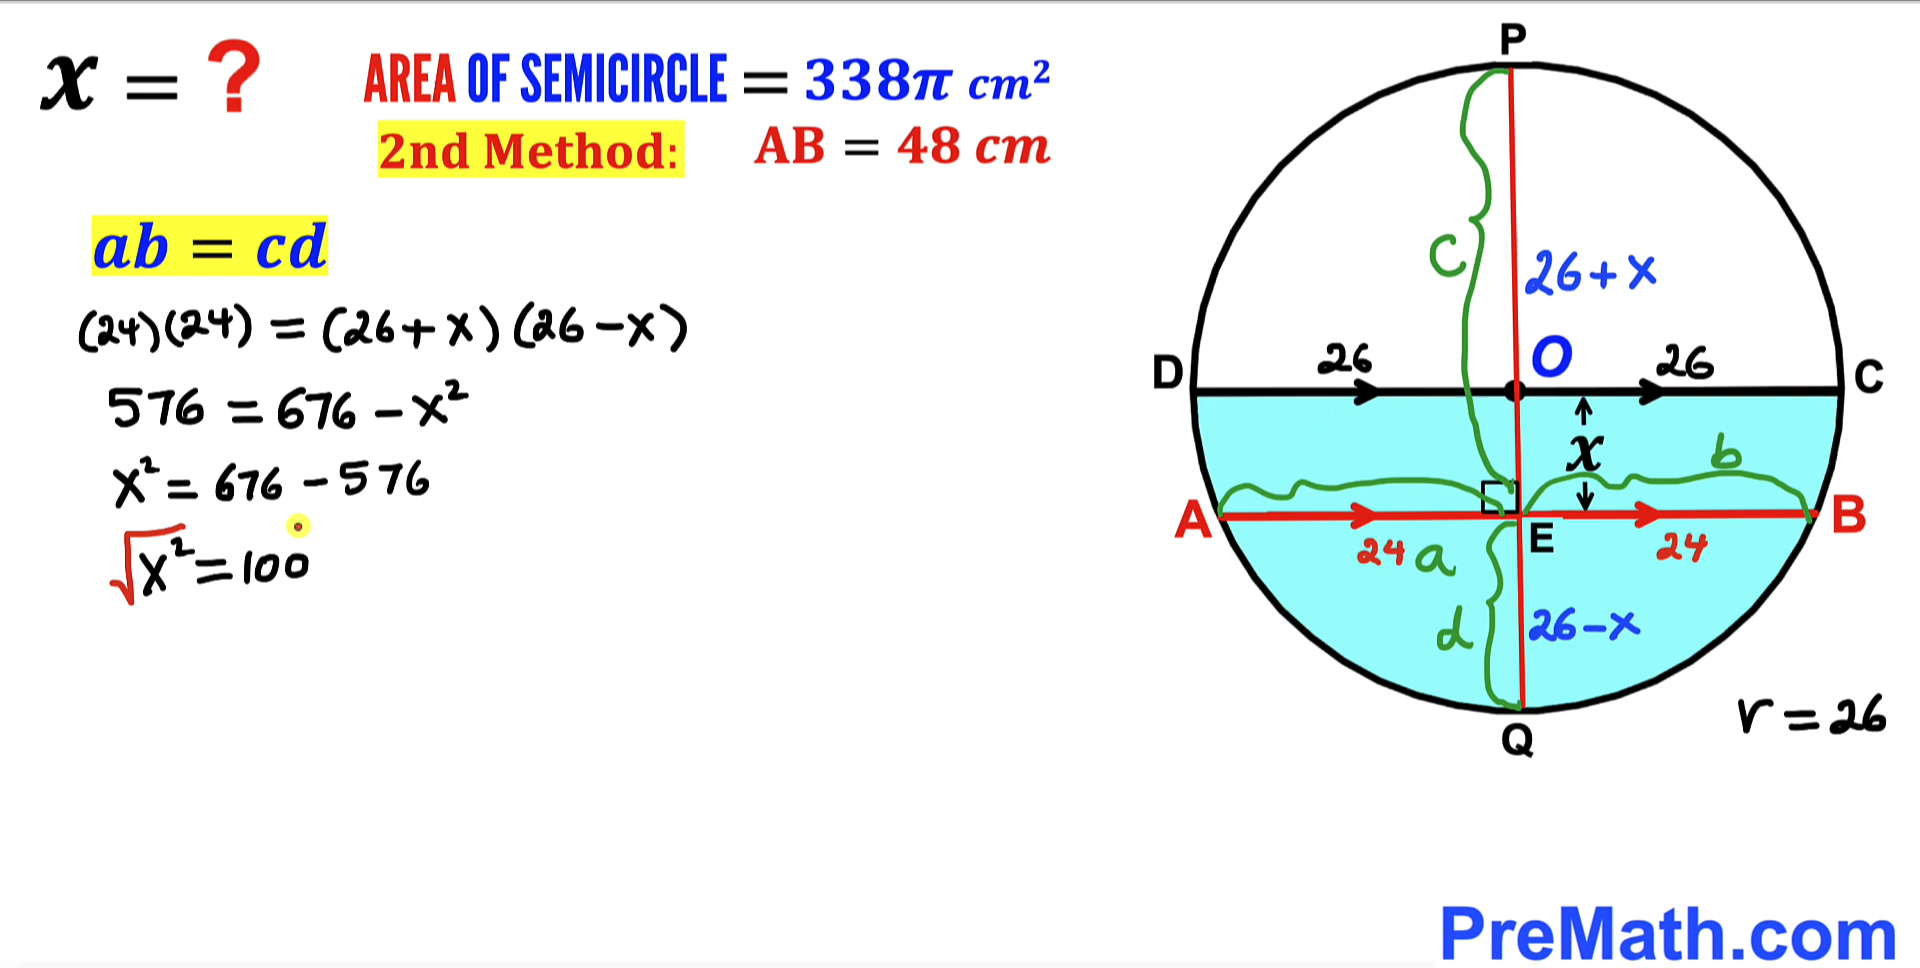 x = ?
AREA OF SEMICIRCLE = 338π cm²
2nd Method: AB = 48 cm
ab = cd
(24)(24) = (26+x)(26-x)
576 = 676 - x²
x² = 676 - 576
√x² = 100
P
C
26+x
O
D
26
26
C
x
b
A
B
E
24
a
24
d
26-x
Q
r = 26
PreMath.com